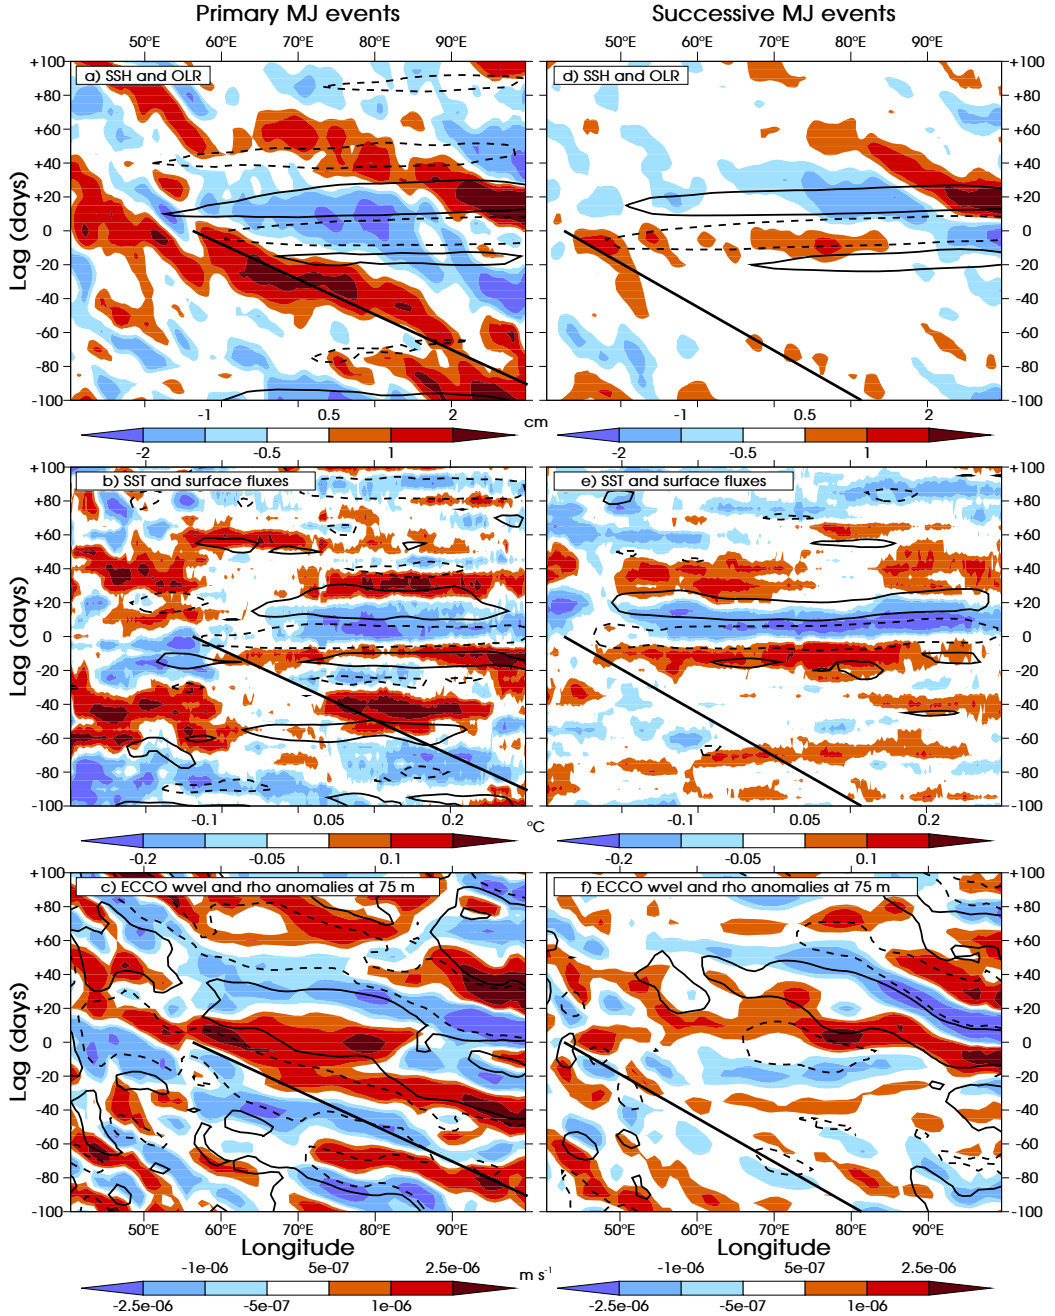 Primary MJ events Successive MJ events
50°E 60°E 70°E 80°E 90°E 50°E 60°E 70°E 80°E 90°E
+100 a) SSH and OLR d) SSH and OLR +100
+80 +80
+60 +60
+40 +40
+20 +20
0 0
-20 -20
-40 -40
-60 -60
-80 -80
-100 -100
Lag (days)
-1 0.5 2 cm -1 0.5 2
-2 -0.5 1 -2 -0.5 1
+100 b) SST and surface fluxes e) SST and surface fluxes +100
+80 +80
+60 +60
+40 +40
+20 +20
0 0
-20 -20
-40 -40
-60 -60
-80 -80
-100 -100
Lag (days)
-0.1 0.05 0.2 °C -0.1 0.05 0.2
-0.2 -0.05 0.1 -0.2 -0.05 0.1
+100 c) ECCO wvel and rho anomalies at 75 m f) ECCO wvel and rho anomalies at 75 m +100
+80 +80
+60 +60
+40 +40
+20 +20
0 0
-20 -20
-40 -40
-60 -60
-80 -80
-100 -100
Lag (days)
50°E 60°E 70°E 80°E 90°E 50°E 60°E 70°E 80°E 90°E
Longitude Longitude
-1e-06 5e-07 2.5e-06 m s⁻¹ -1e-06 5e-07 2.5e-06
-2.5e-06 -5e-07 1e-06 -2.5e-06 -5e-07 1e-06